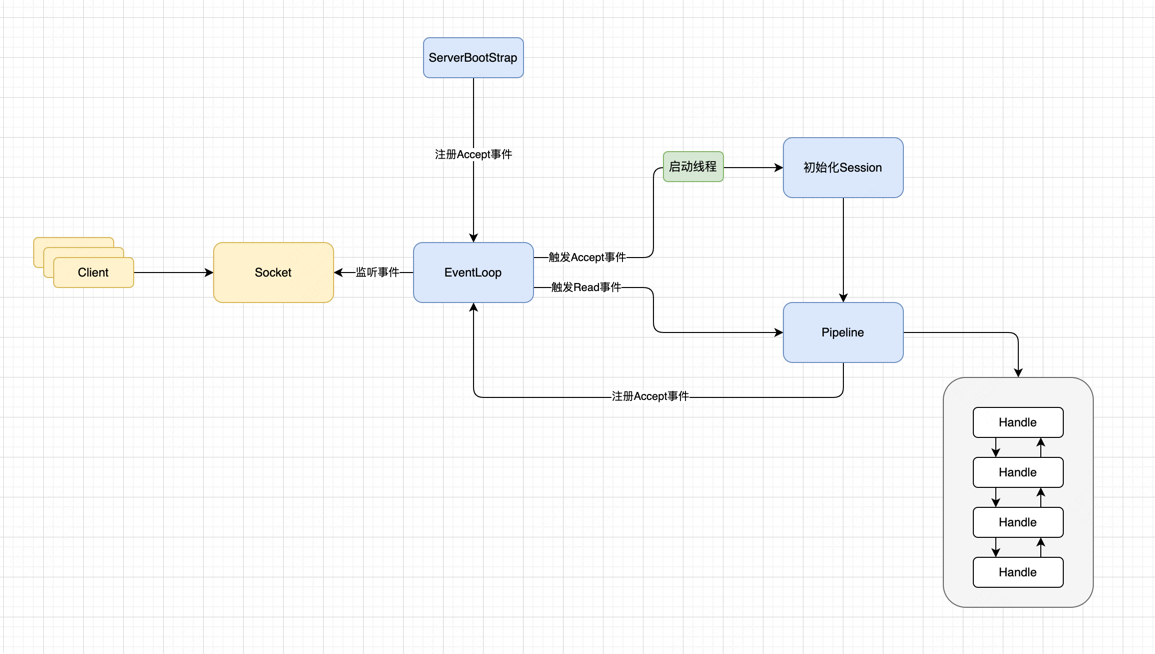 ServerBootStrap
注册Accept事件
启动线程
初始化Session
触发Accept事件
Client
Socket
监听事件
EventLoop
触发Read事件
Pipeline
注册Accept事件
Handle
Handle
Handle
Handle